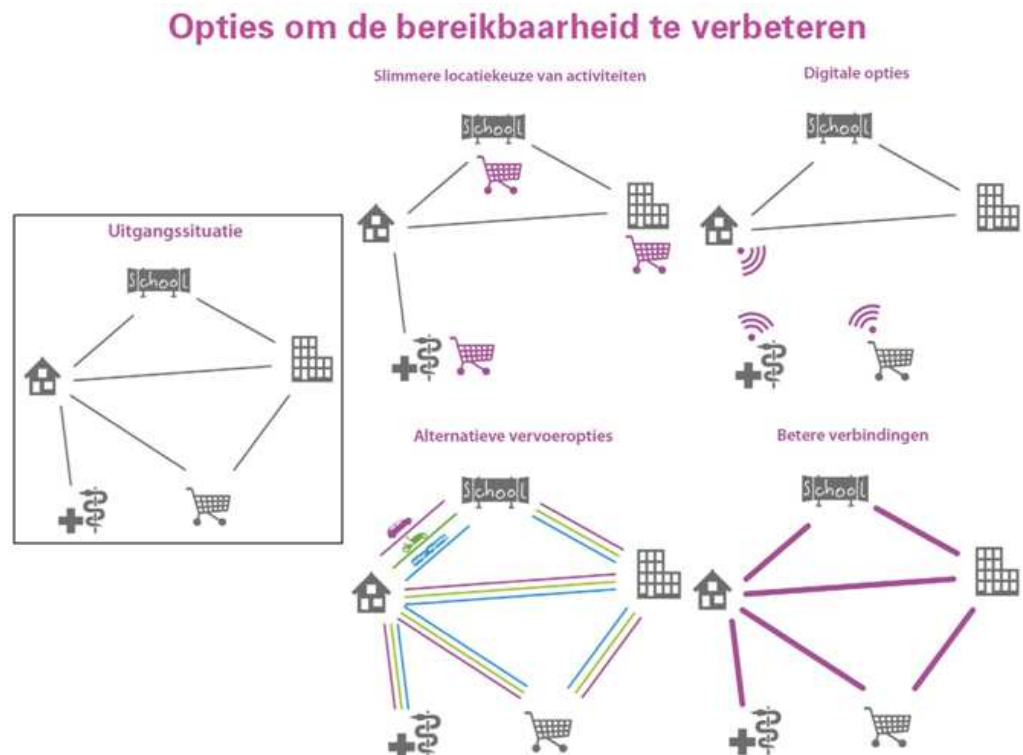 Opties om de bereikbaarheid te verbeteren
Slimmere locatiekeuze van activiteiten
Digitale opties
School
School
Uitgangssituatie
School
Alternatieve vervoeropties
Betere verbindingen
School
School